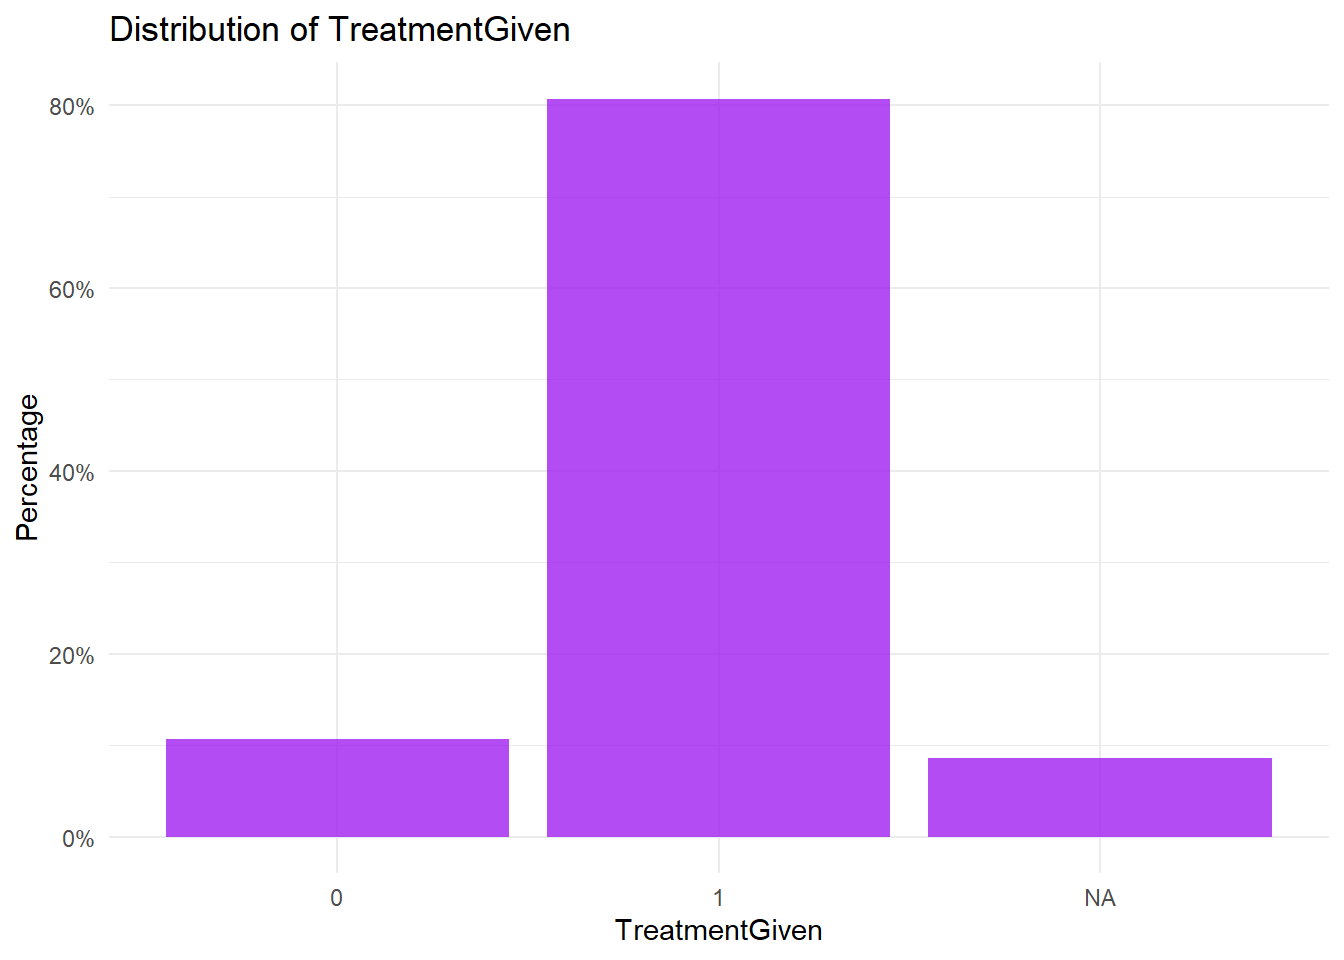 Distribution of TreatmentGiven
80%
60%
40%
20%
0%
Percentage
0 1 NA
TreatmentGiven